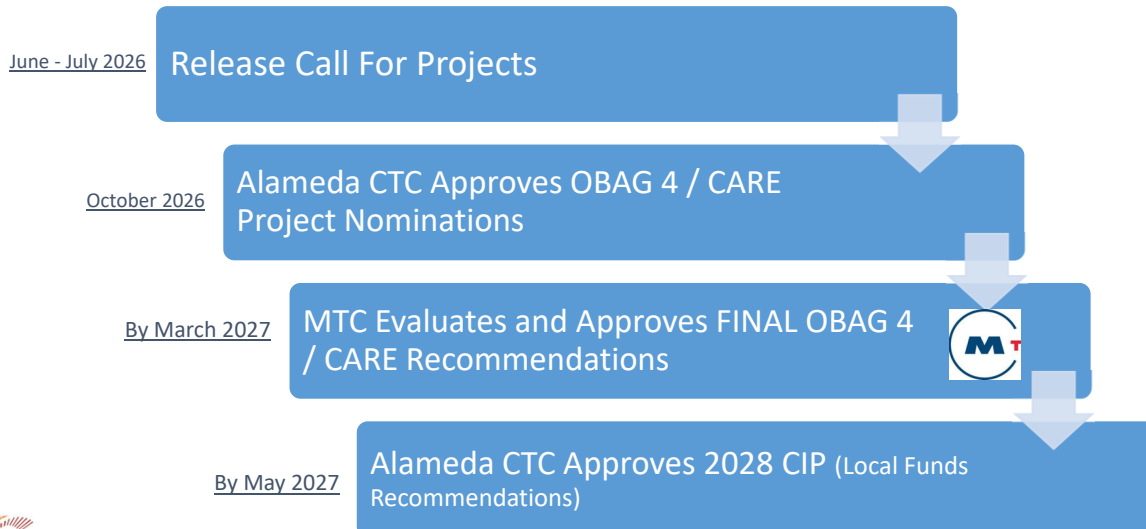 June - July 2026
Release Call For Projects
October 2026
Alameda CTC Approves OBAG 4 / CARE
Project Nominations
By March 2027
MTC Evaluates and Approves FINAL OBAG 4
/ CARE Recommendations
M T
By May 2027
Alameda CTC Approves 2028 CIP (Local Funds
Recommendations)